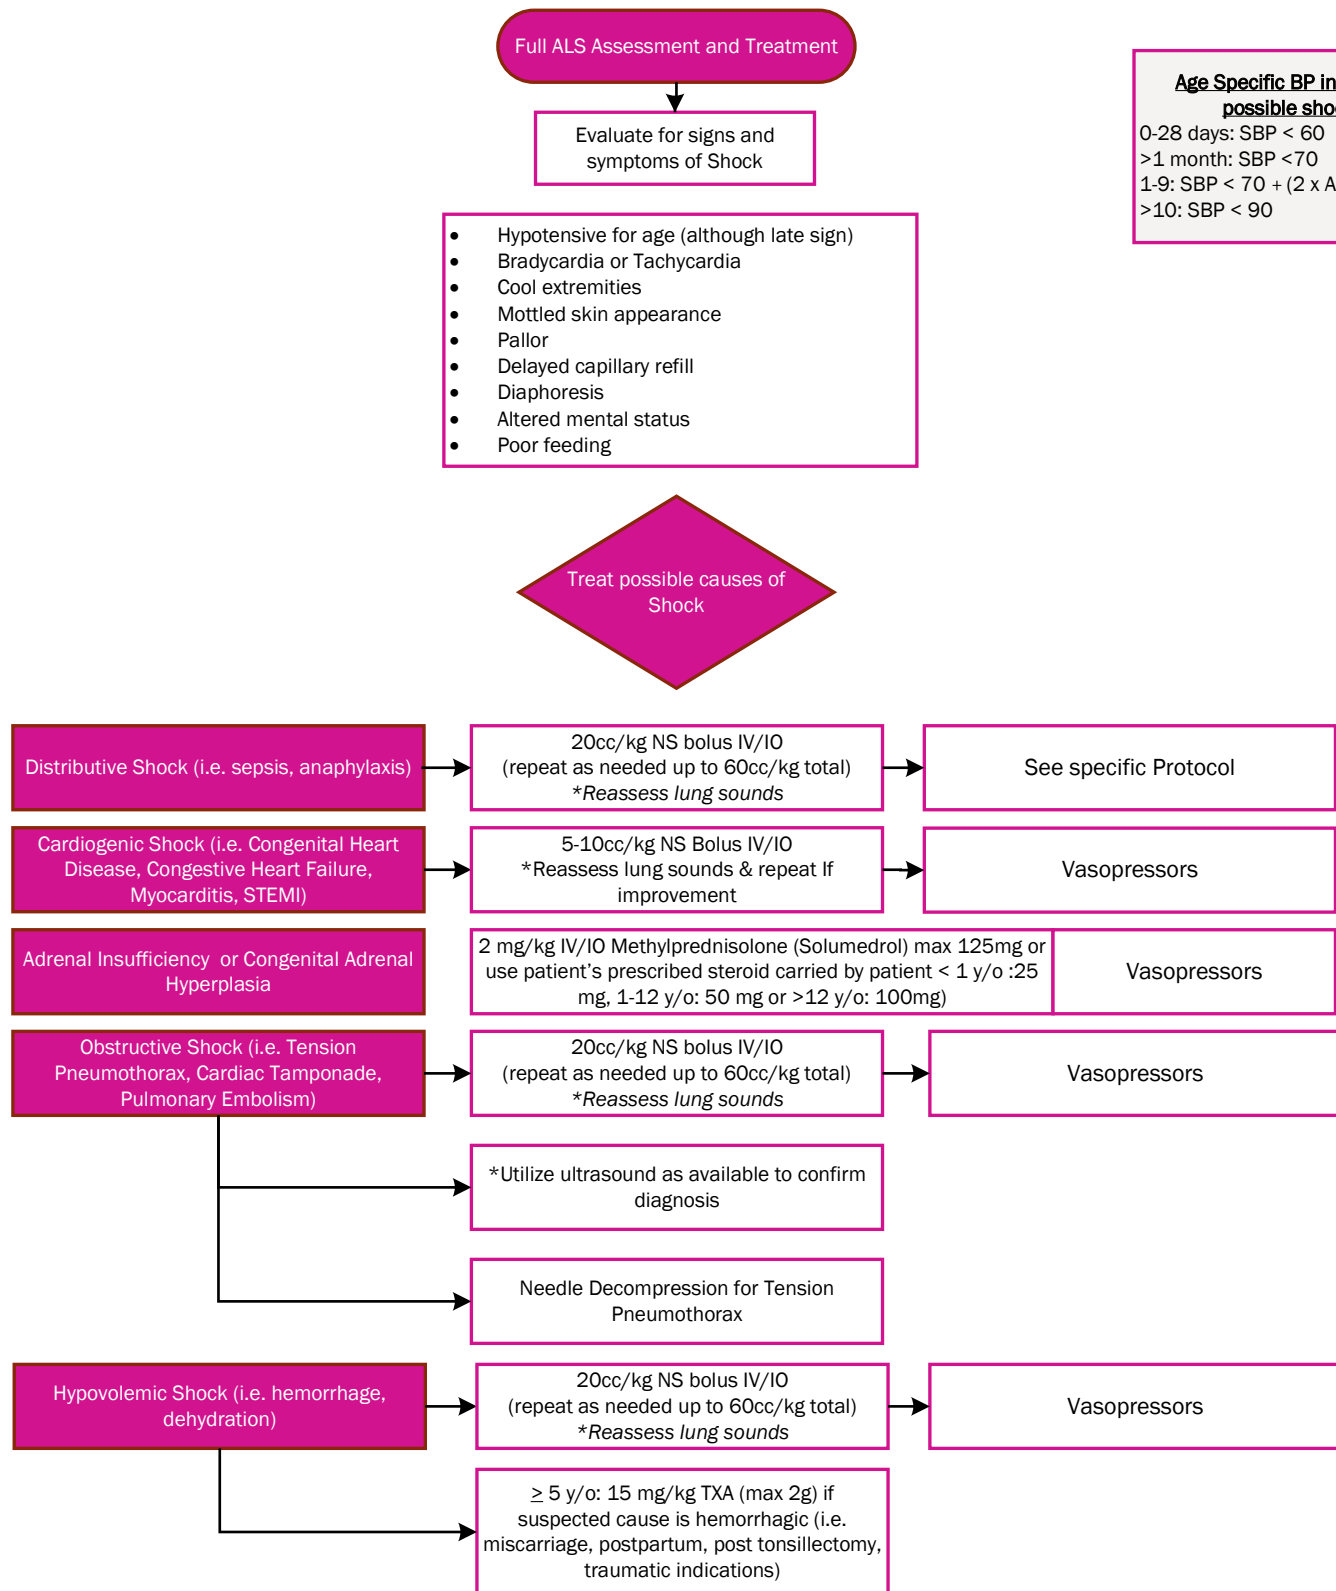 Full ALS Assessment and Treatment
Age Specific BP in
possible
0-28 days: SBP < 60
>1 month: SBP <70
1-9: SBP < 70 + (2 x
>10: SBP < 90
Evaluate for signs and
symptoms of Shock
• Hypotensive for age (although late sign)
• Bradycardia or Tachycardia
• Cool extremities
• Mottled skin appearance
• Pallor
• Delayed capillary refill
• Diaphoresis
• Altered mental status
• Poor feeding
Treat possible causes of
Shock
Distributive Shock (i.e. sepsis, anaphylaxis)
20cc/kg NS bolus IV/IO
(repeat as needed up to 60cc/kg total)
*Reassess lung sounds
See specific Protocol
Cardiogenic Shock (i.e. Congenital Heart
Disease, Congestive Heart Failure,
Myocarditis, STEMI)
5-10cc/kg NS Bolus IV/IO
*Reassess lung sounds & repeat If
improvement
Vasopressors
Adrenal Insufficiency or Congenital Adrenal
Hyperplasia
2 mg/kg IV/IO Methylprednisolone (Solumedrol) max 125mg or
use patient's prescribed steroid carried by patient < 1 y/o :25
mg, 1-12 y/o: 50 mg or >12 y/o: 100mg)
Vasopressors
Obstructive Shock (i.e. Tension
Pneumothorax, Cardiac Tamponade,
Pulmonary Embolism)
20cc/kg NS bolus IV/IO
(repeat as needed up to 60cc/kg total)
*Reassess lung sounds
Vasopressors
*Utilize ultrasound as available to confirm
diagnosis
Needle Decompression for Tension
Pneumothorax
Hypovolemic Shock (i.e. hemorrhage,
dehydration)
20cc/kg NS bolus IV/IO
(repeat as needed up to 60cc/kg total)
*Reassess lung sounds
Vasopressors
≥ 5 y/o: 15 mg/kg TXA (max 2g) if
suspected cause is hemorrhagic (i.e.
miscarriage, postpartum, post tonsillectomy,
traumatic indications)